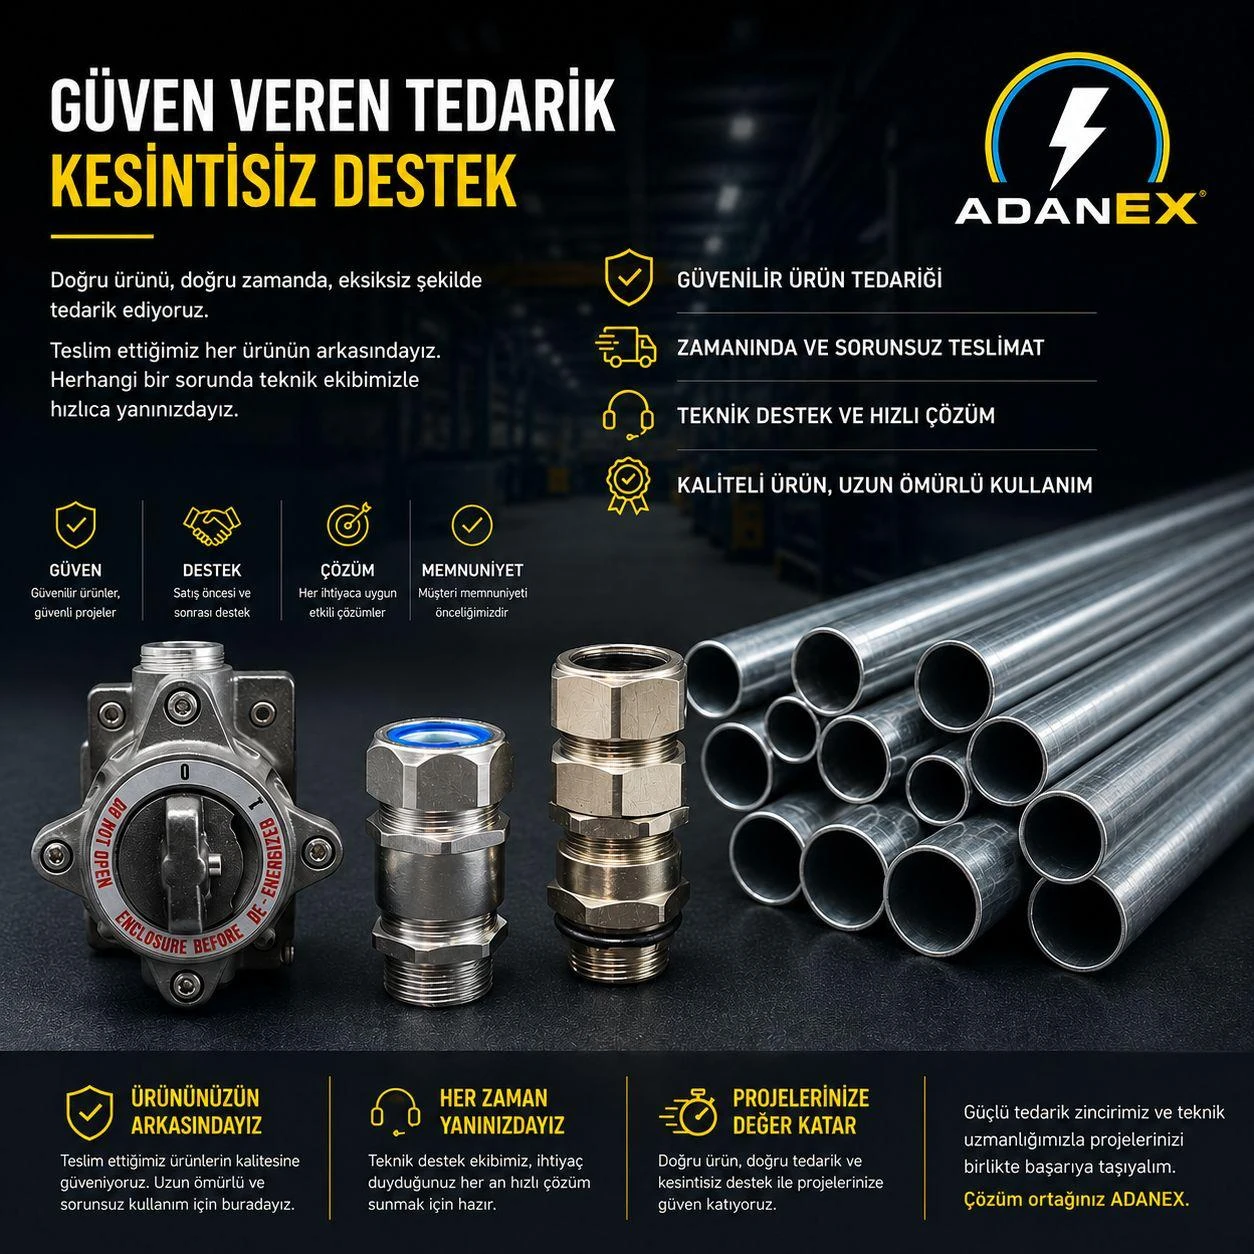 GÜVEN VEREN TEDARİK
KESİNTİSİZ DESTEK
ADANEX®
Doğru ürünü, doğru zamanda, eksiksiz şekilde
tedarik ediyoruz.
Teslim ettiğimiz her ürünün arkasındayız.
Herhangi bir sorunda teknik ekibimizle
hızlıca yanınızdayız.
GÜVENİLİR ÜRÜN TEDARİĞİ
ZAMANINDA VE SORUNSUZ TESLİMAT
TEKNİK DESTEK VE HIZLI ÇÖZÜM
KALİTELİ ÜRÜN, UZUN ÖMÜRLÜ KULLANIM
GÜVEN
Güvenilir ürünler,
güvenli projeler
DESTEK
Satış öncesi ve
sonrası destek
ÇÖZÜM
Her ihtiyaca uygun
etkili çözümler
MEMNUNİYET
Müşteri memnuniyeti
önceliğimizdir
0
1
DO NOT OPEN
ENCLOSURE BEFORE DE - ENERGIZEB
ÜRÜNÜNÜZÜN
ARKASINDAYIZ
Teslim ettiğimiz ürünlerin kalitesine
güveniyoruz. Uzun ömürlü ve
sorunsuz kullanım için buradayız.
HER ZAMAN
YANINIZDAYIZ
Teknik destek ekibimiz, ihtiyaç
duyduğunuz her an hızlı çözüm
sunmak için hazır.
PROJELERİNİZE
DEĞER KATAR
Doğru ürün, doğru tedarik ve
kesintisiz destek ile projelerinize
güven katıyoruz.
Güçlü tedarik zincirimiz ve teknik
uzmanlığımızla projelerinizi
birlikte başarıya taşıyalım.
Çözüm ortağınız ADANEX.